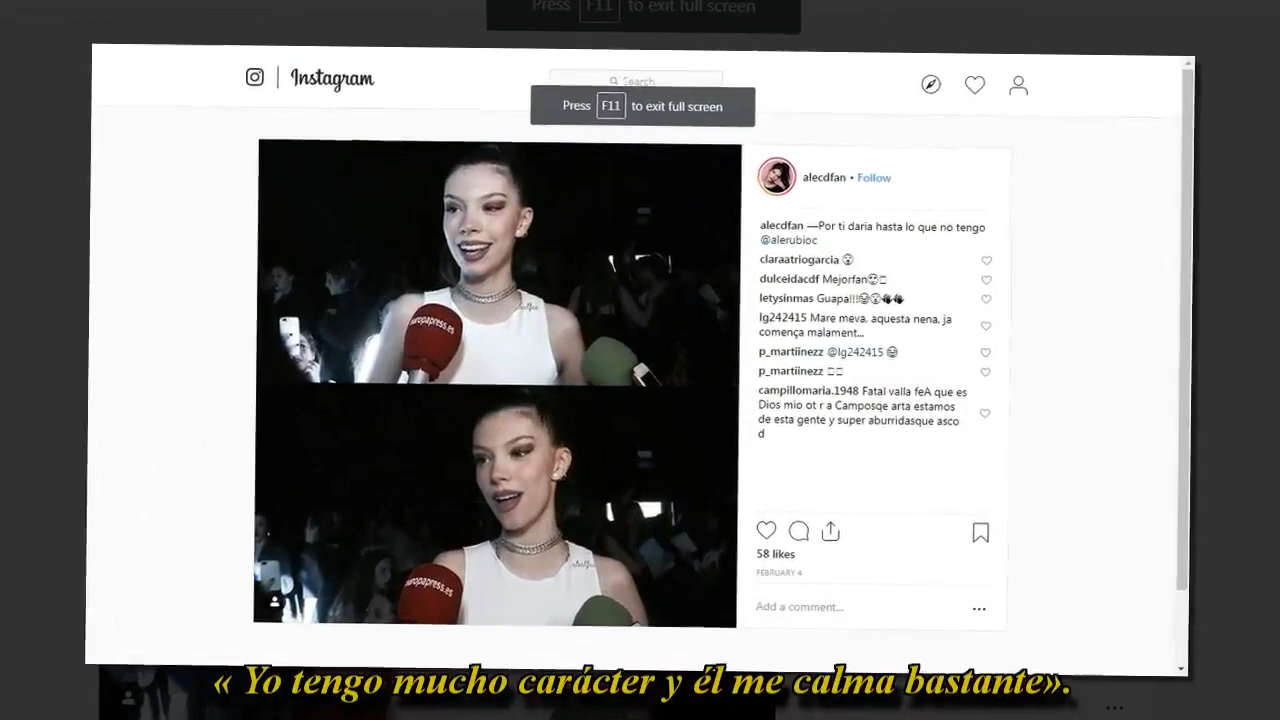 Press F11 to exit full screen
Instagram
Search
Press F11 to exit full screen
alecdfan • Follow
alecdfan —Por ti daria hasta lo que no tengo
@alerubioc
claraatriogarcia
dulceidacdf Mejorfan
letysinmas Guapa!!!
lg242415 Mare meva, aquesta nena, ja
comença malament...
p_martiinezz @lg242415
p_martiinezz
campillomaria.1948 Fatal valla feA que es
Dios mio ot r a Camposqe arta estamos
de esta gente y super aburridasque asco
d
58 likes
FEBRUARY 4
Add a comment...
europapress.es
europapress.es
« Yo tengo mucho carácter y él me calma bastante».